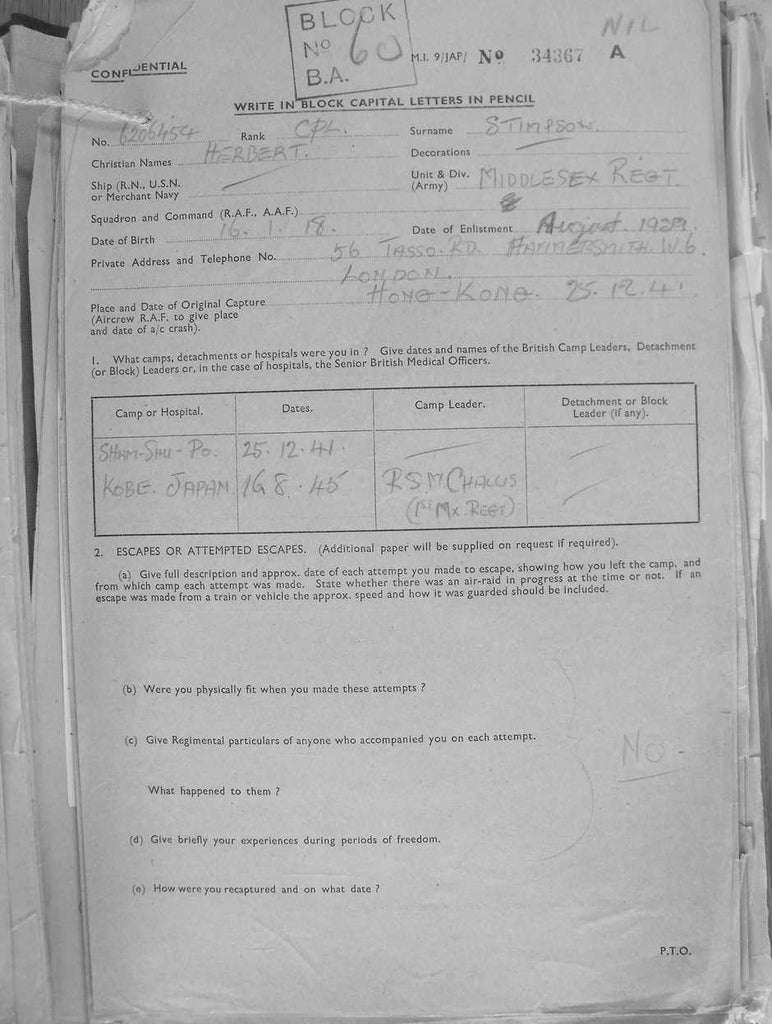 BLOCK
No 60
B.A.
NIL
CONFIDENTIAL
M.I. 9/JAP/ No 34367 A
WRITE IN BLOCK CAPITAL LETTERS IN PENCIL
No. 6206454 Rank CPL. Surname STIMPSON.
Christian Names HERBERT. Decorations
Ship (R.N., U.S.N. or Merchant Navy Unit & Div. (Army) MIDDLESEX REGT.
Squadron and Command (R.A.F., A.A.F.)
Date of Birth 16. 1. 18. Date of Enlistment August.
Private Address and Telephone No. 56 TASSO. RD. HAMMERSMITH. W.6.
LONDON.
Place and Date of Original Capture HONG-KONG. 25.12.41
(Aircrew R.A.F. to give place
and date of a/c crash).
1. What camps, detachments or hospitals were you in ? Give dates and names of the British Camp Leaders, Detachment
(or Block) Leaders or, in the case of hospitals, the Senior British Medical Officers.
Camp or Hospital. Dates. Camp Leader. Detachment or Block Leader (if any).
SHAM-SHU-PO. 25.12.41.
KOBE. JAPAN 16 8.45 RSM CHALLIS
(1st Mx REGT)
2. ESCAPES OR ATTEMPTED ESCAPES. (Additional paper will be supplied on request if required).
(a) Give full description and approx. date of each attempt you made to escape, showing how you left the camp, and
from which camp each attempt was made. State whether there was an air-raid in progress at the time or not. If an
escape was made from a train or vehicle the approx. speed and how it was guarded should be included.
(b) Were you physically fit when you made these attempts ?
(c) Give Regimental particulars of anyone who accompanied you on each attempt.
NO -
What happened to them ?
(d) Give briefly your experiences during periods of freedom.
(e) How were you recaptured and on what date ?
P.T.O.